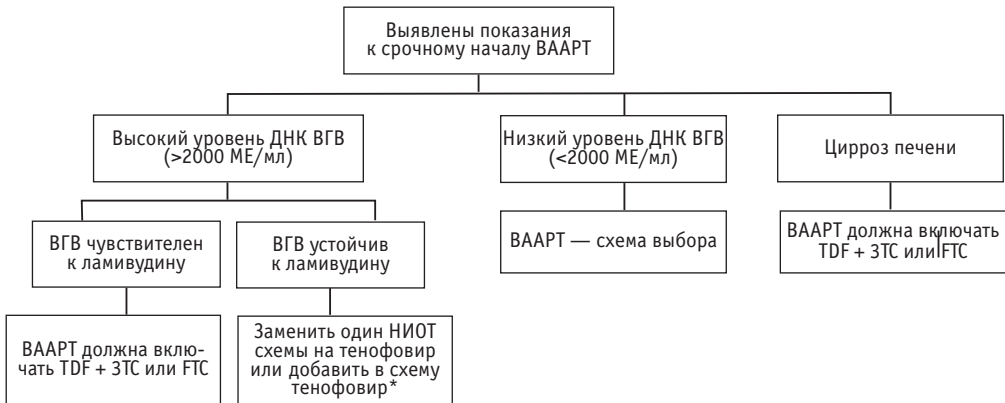 Выявлены показания
к срочному началу ВААРТ
Высокий уровень ДНК ВГВ
(>2000 МЕ/мл)
Низкий уровень ДНК ВГВ
(<2000 МЕ/мл)
Цирроз печени
ВГВ чувствителен
к ламивудину
ВГВ устойчив
к ламивудину
ВААРТ — схема выбора
ВААРТ должна включать
TDF + 3TC или FTC
ВААРТ должна вклю-
чать TDF + 3TC или FTC
Заменить один НИОТ
схемы на тенофовир
или добавить в схему
тенофовир*